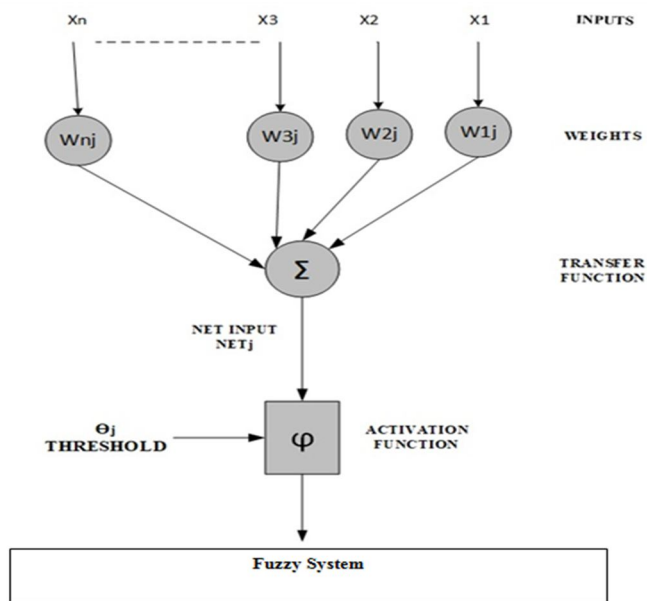 Xn X3 X2 X1 INPUTS
Wnj W3j W2j W1j WEIGHTS
Σ
TRANSFER
FUNCTION
NET INPUT
NETj
φ
ACTIVATION
FUNCTION
Θj
THRESHOLD
Fuzzy System